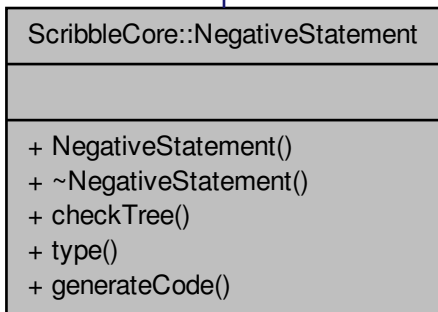 ScribbleCore::NegativeStatement
+ NegativeStatement()
+ ~NegativeStatement()
+ checkTree()
+ type()
+ generateCode()